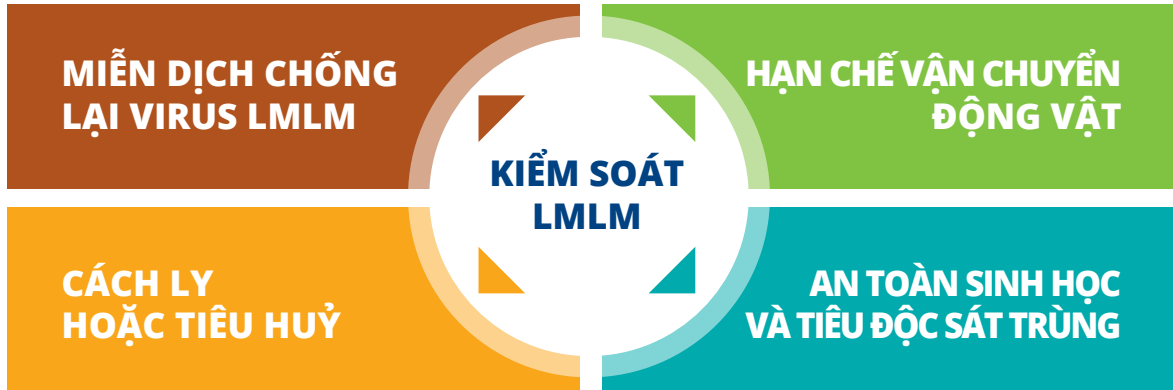 MIỄN DỊCH CHỐNG
LẠI VIRUS LMLM
HẠN CHẾ VẬN CHUYỂN
ĐỘNG VẬT
KIỂM SOÁT
LMLM
CÁCH LY
HOẶC TIÊU HUỶ
AN TOÀN SINH HỌC
VÀ TIÊU ĐỘC SÁT TRÙNG